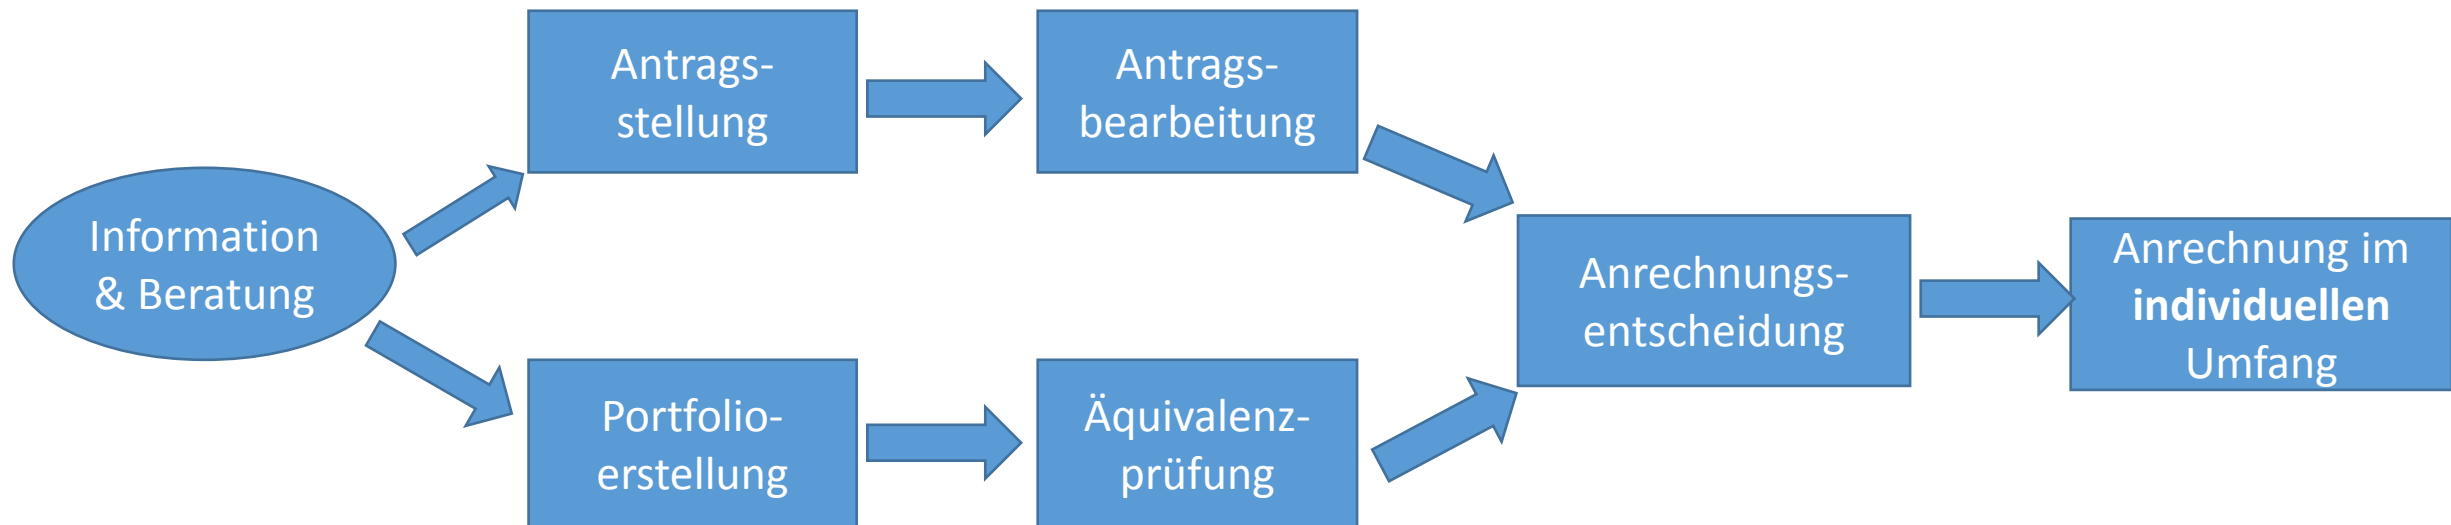 Information
& Beratung
Antrags-
stellung
Antrags-
bearbeitung
Portfolio-
erstellung
Äquivalenz-
prüfung
Anrechnungs-
entscheidung
Anrechnung im
individuellen
Umfang